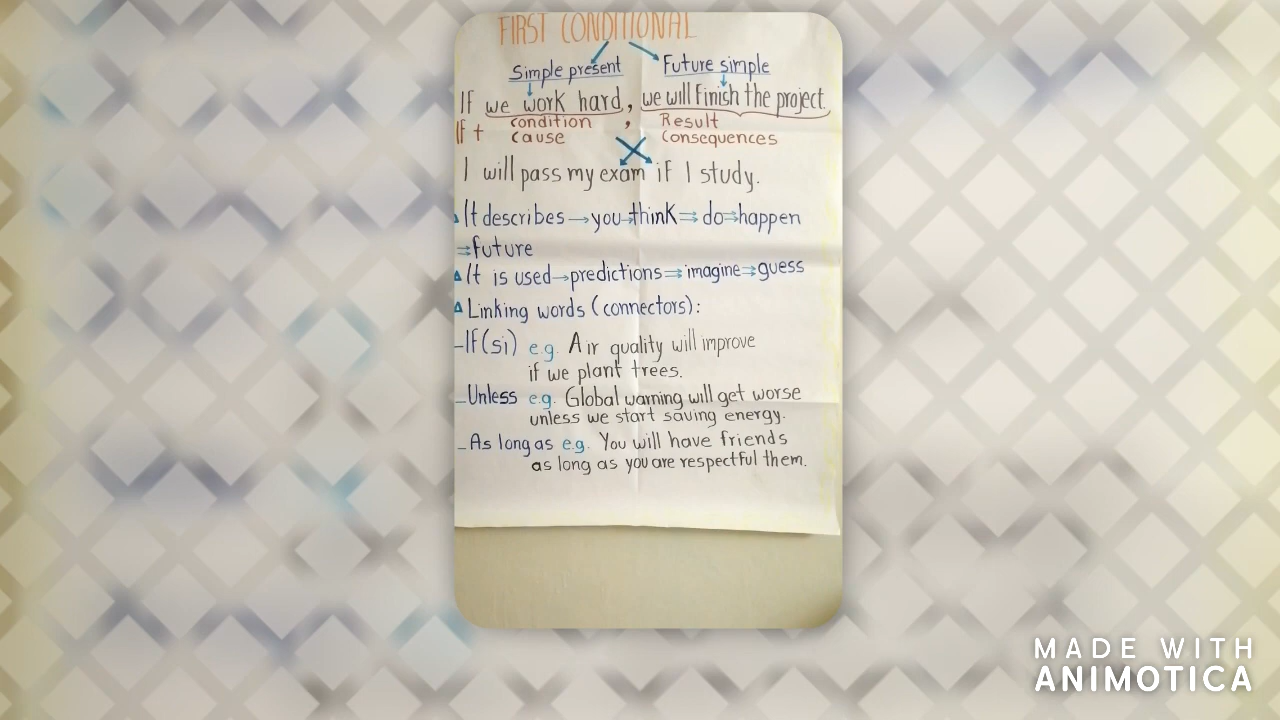 FIRST CONDITIONAL
Simple present Future simple
If we work hard, we will finish the project.
If + condition , Result
cause Consequences
I will pass my exam if I study.
It describes → you → think ⇒ do ⇒ happen
⇒ future
It is used → predictions ⇒ imagine ⇒ guess
Linking words (connectors):
- If (si) e.g. Air quality will improve
if we plant trees.
- Unless e.g. Global warning will get worse
unless we start saving energy.
- As long as e.g. You will have friends
as long as you are respectful them.
MADE WITH
ANIMOTICA